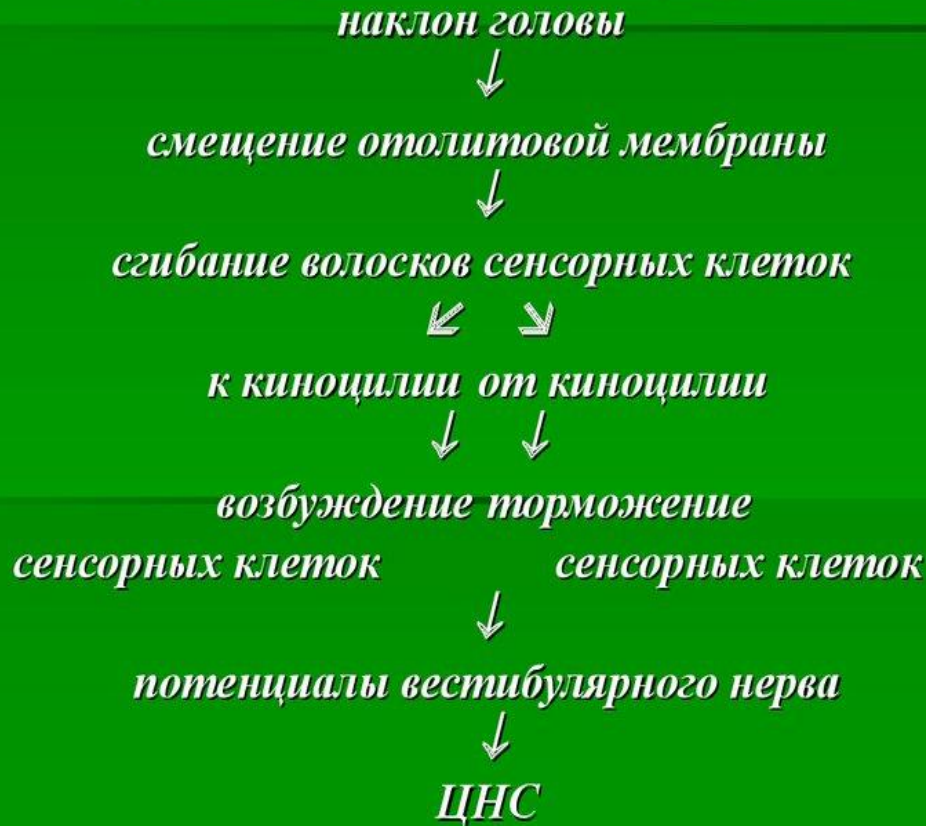 наклон головы
↓
смещение отолитовой мембраны
↓
сгибание волосков сенсорных клеток
↙ ↘
к киноцилии от киноцилии
↓ ↓
возбуждение торможение
сенсорных клеток сенсорных клеток
↓
потенциалы вестибулярного нерва
↓
ЦНС